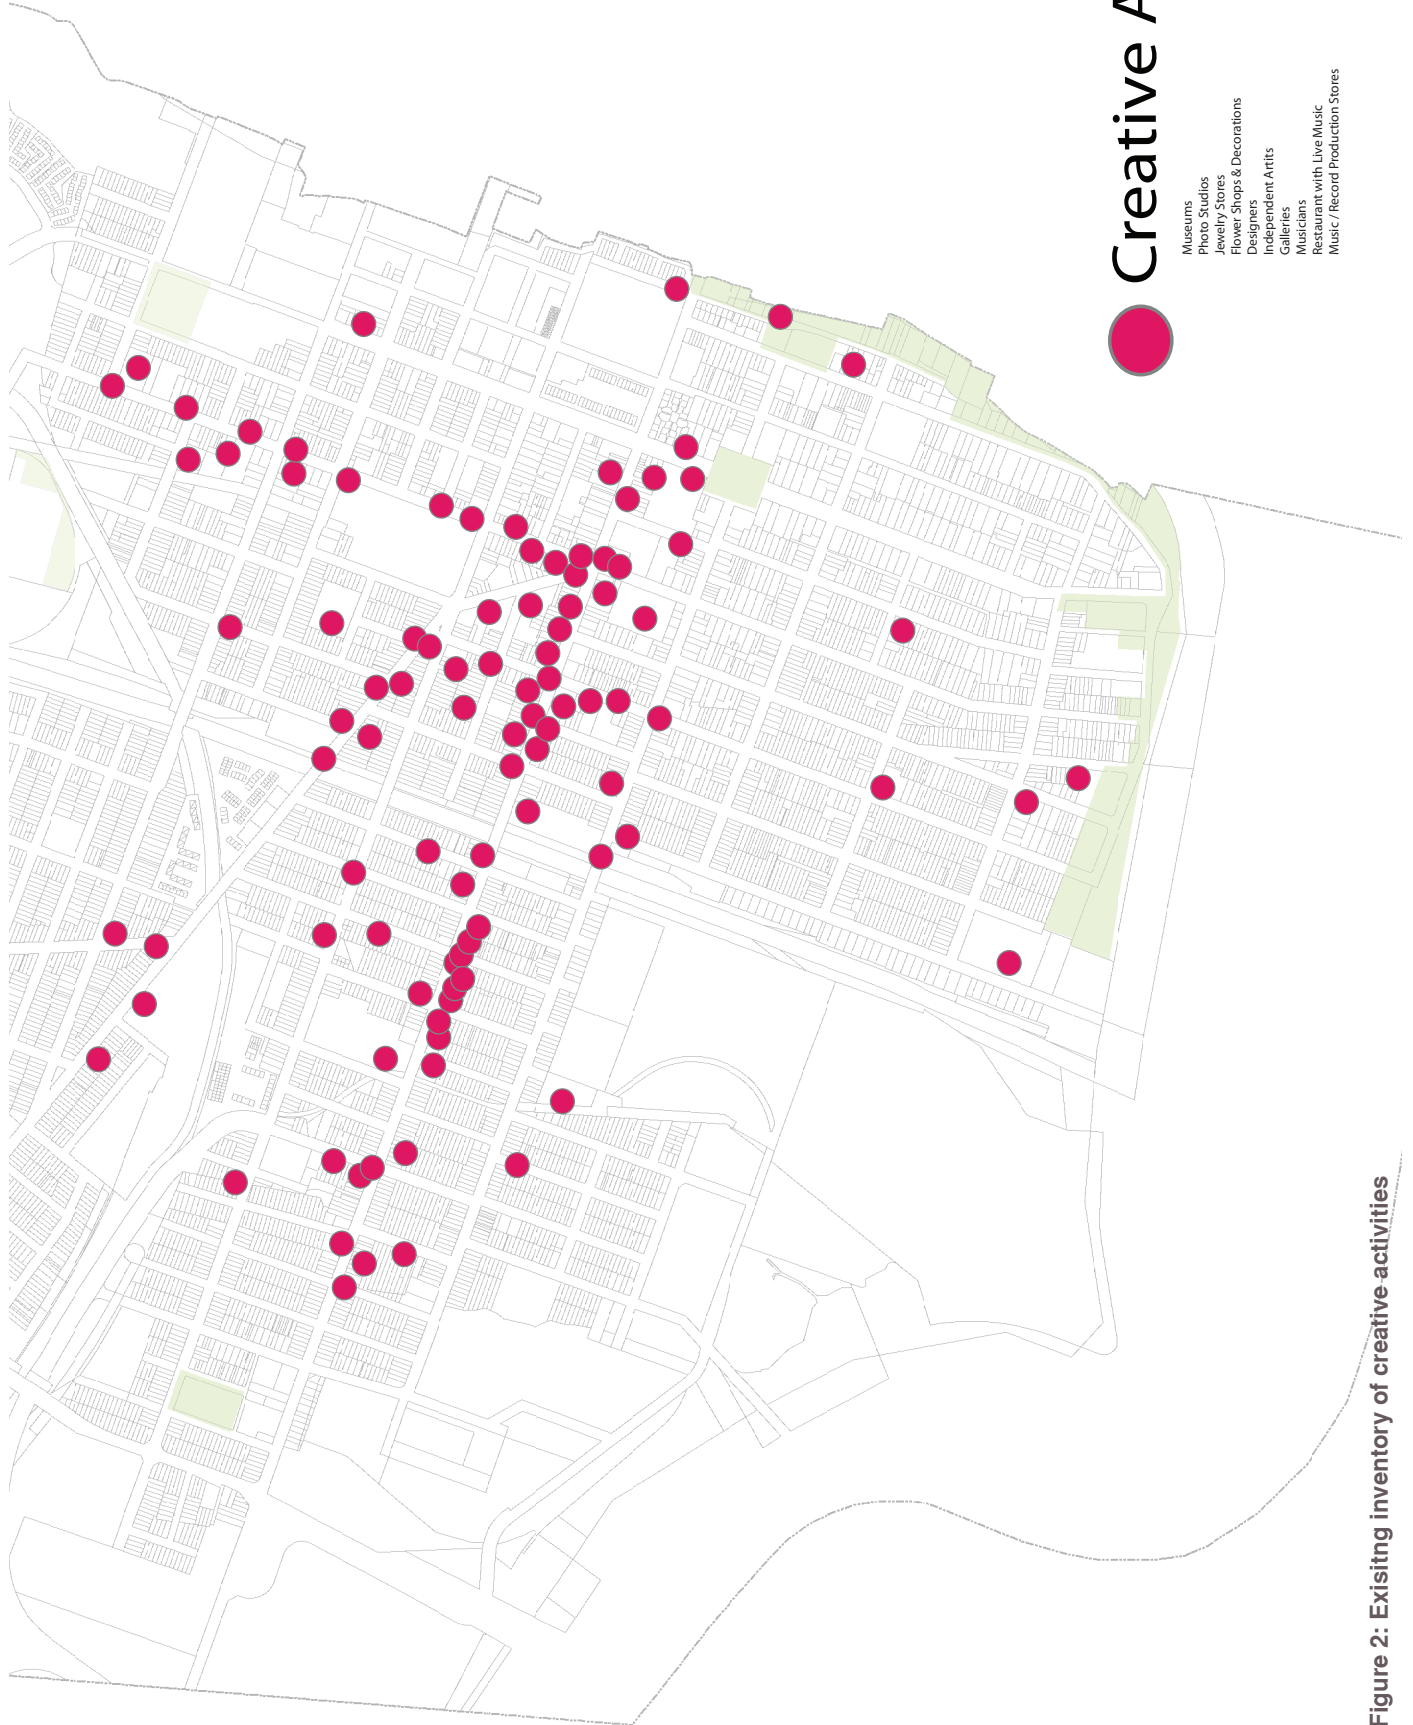 Creative A
Museums
Photo Studios
Jewelry Stores
Flower Shops & Decorations
Designers
Independent Artits
Galleries
Musicians
Restaurant with Live Music
Music / Record Production Stores
Figure 2: Exisitng inventory of creative activities